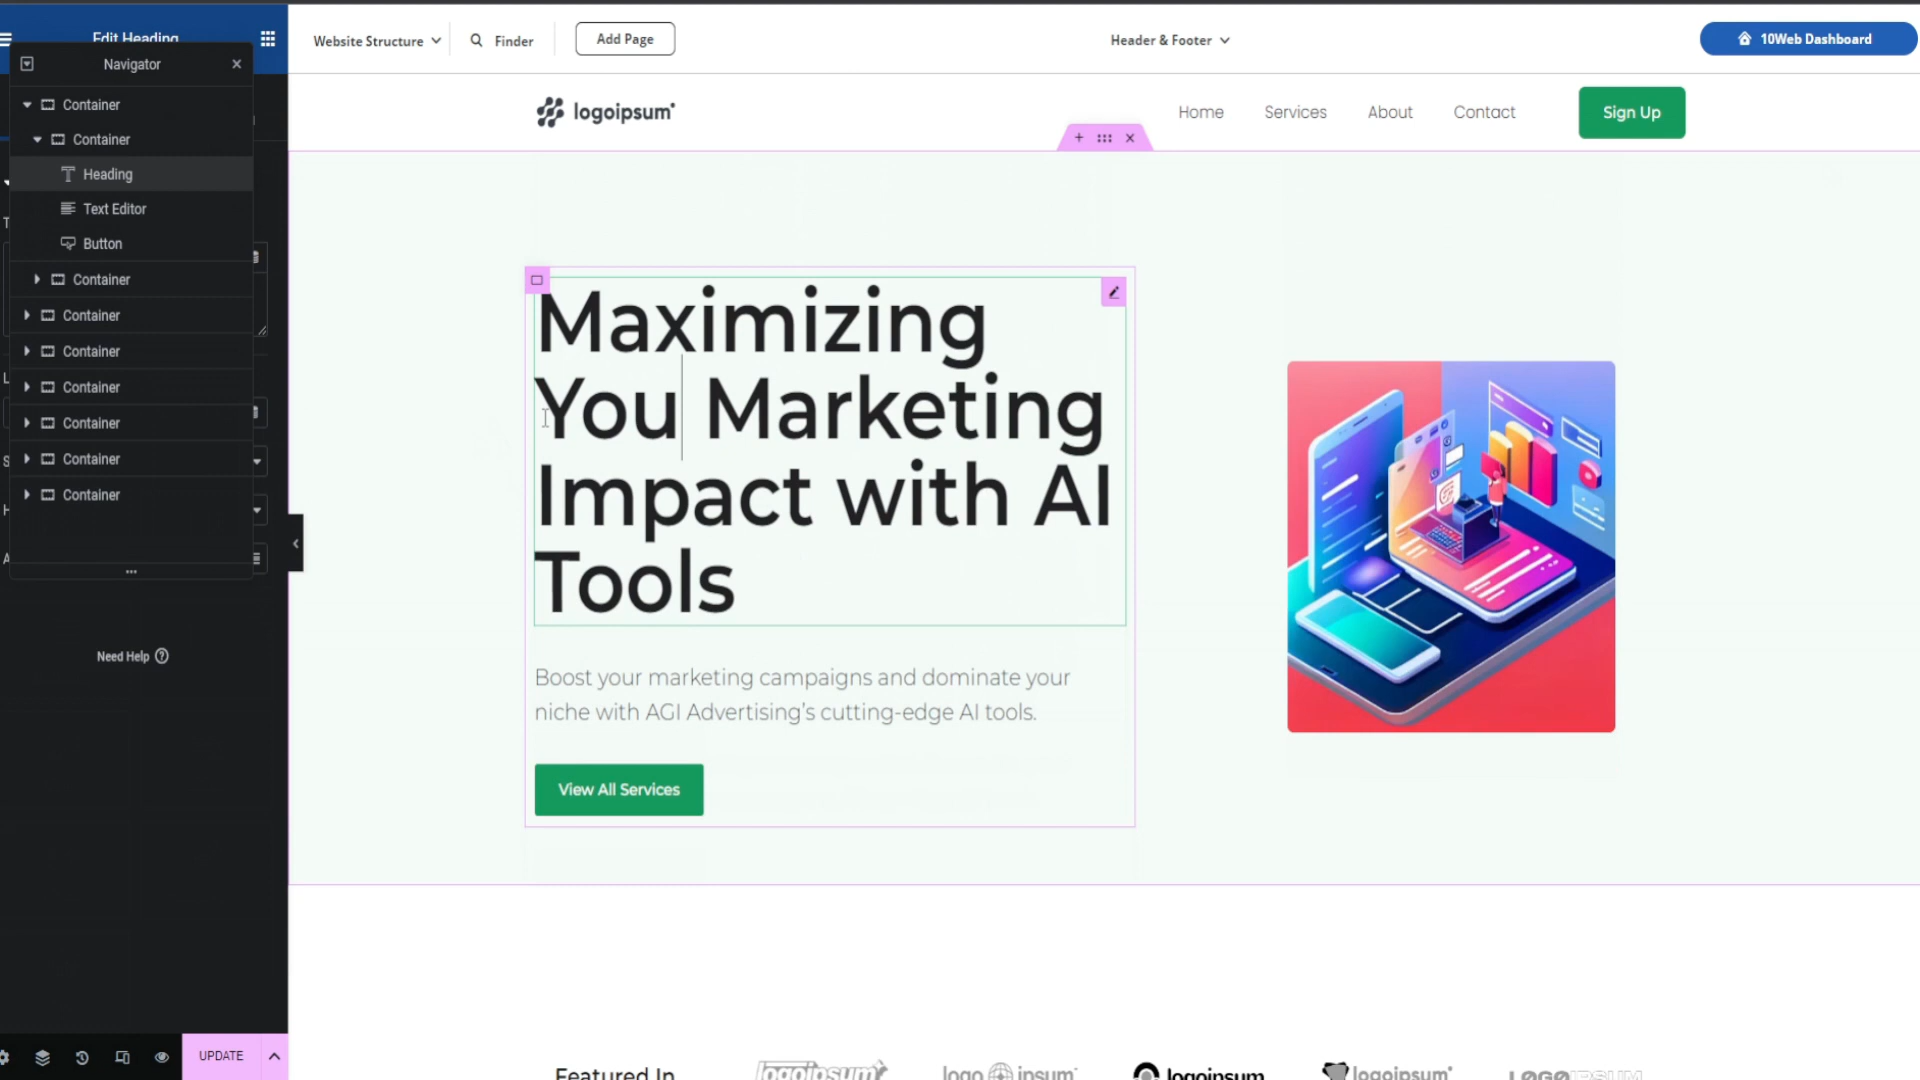 Edit Heading
Website Structure
Finder
Add Page
Header & Footer
10Web Dashboard
Navigator
Container
Container
Heading
Text Editor
Button
Container
Container
Container
Container
Container
Container
Container
Need Help
UPDATE
logoipsum
Home
Services
About
Contact
Sign Up
Maximizing
You Marketing
Impact with AI
Tools
Boost your marketing campaigns and dominate your
niche with AGI Advertising's cutting-edge AI tools.
View All Services
Featured In
logoipsum
logo ipsum
logoipsum
logoipsum
LOGOIPSUM